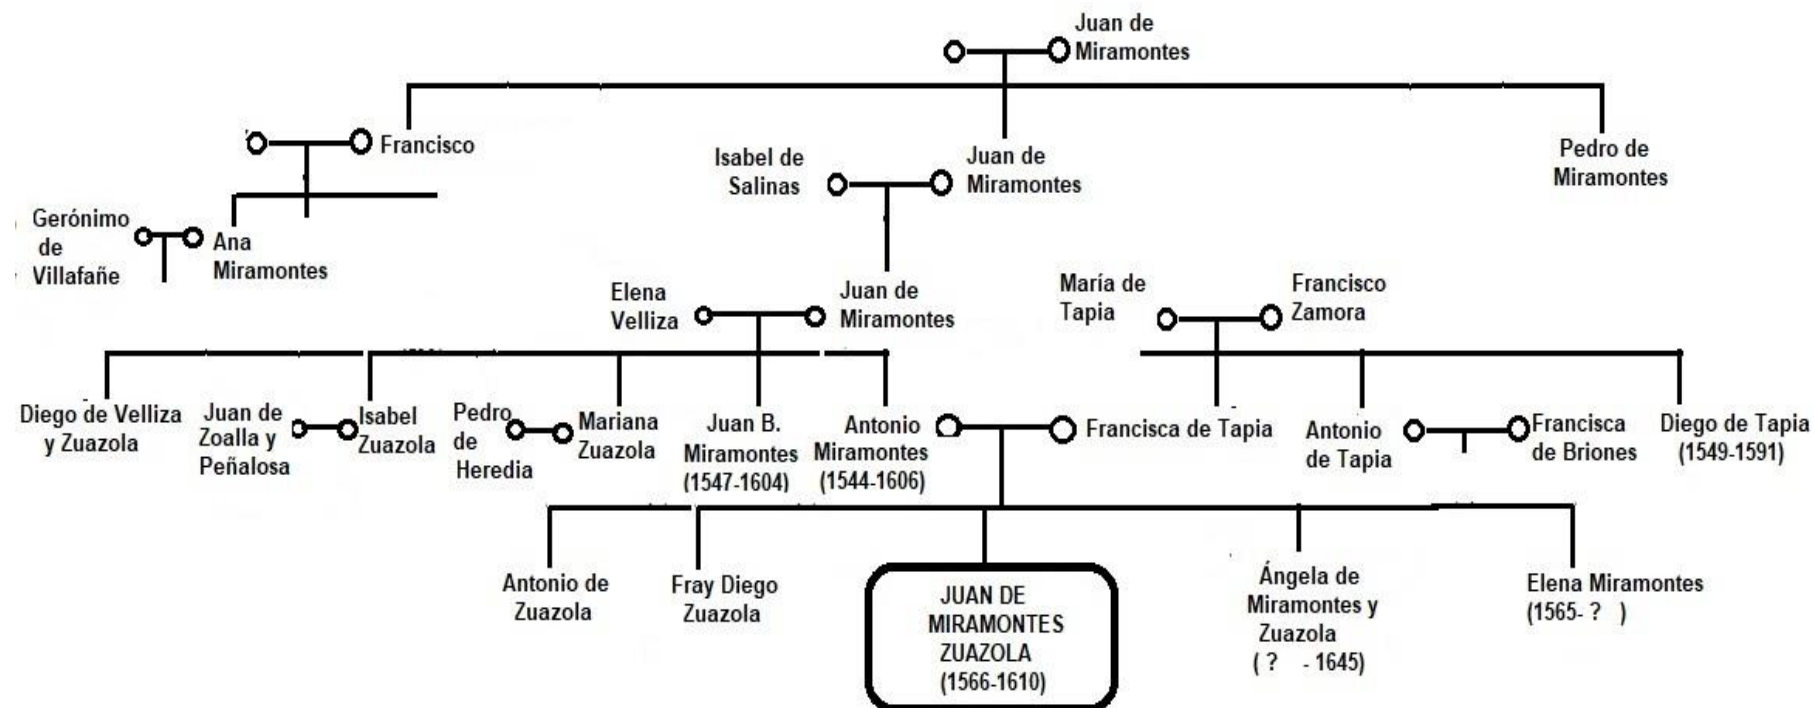 Juan de
Miramontes
Francisco
Isabel de
Salinas
Juan de
Miramontes
Pedro de
Miramontes
Gerónimo
de
Villafañe
Ana
Miramontes
Elena
Velliza
Juan de
Miramontes
María de
Tapia
Francisco
Zamora
Diego de Velliza
y Zuazola
Juan de
Zoalla y
Peñalosa
Isabel
Zuazola
Pedro
de
Heredia
Mariana
Zuazola
Juan B.
Miramontes
(1547-1604)
Antonio
Miramontes
(1544-1606)
Francisca de Tapia
Antonio
de Tapia
Francisca
de Briones
Diego de Tapia
(1549-1591)
Antonio de
Zuazola
Fray Diego
Zuazola
JUAN DE
MIRAMONTES
ZUAZOLA
(1566-1610)
Ángela de
Miramontes y
Zuazola
( ? - 1645)
Elena Miramontes
(1565- ? )